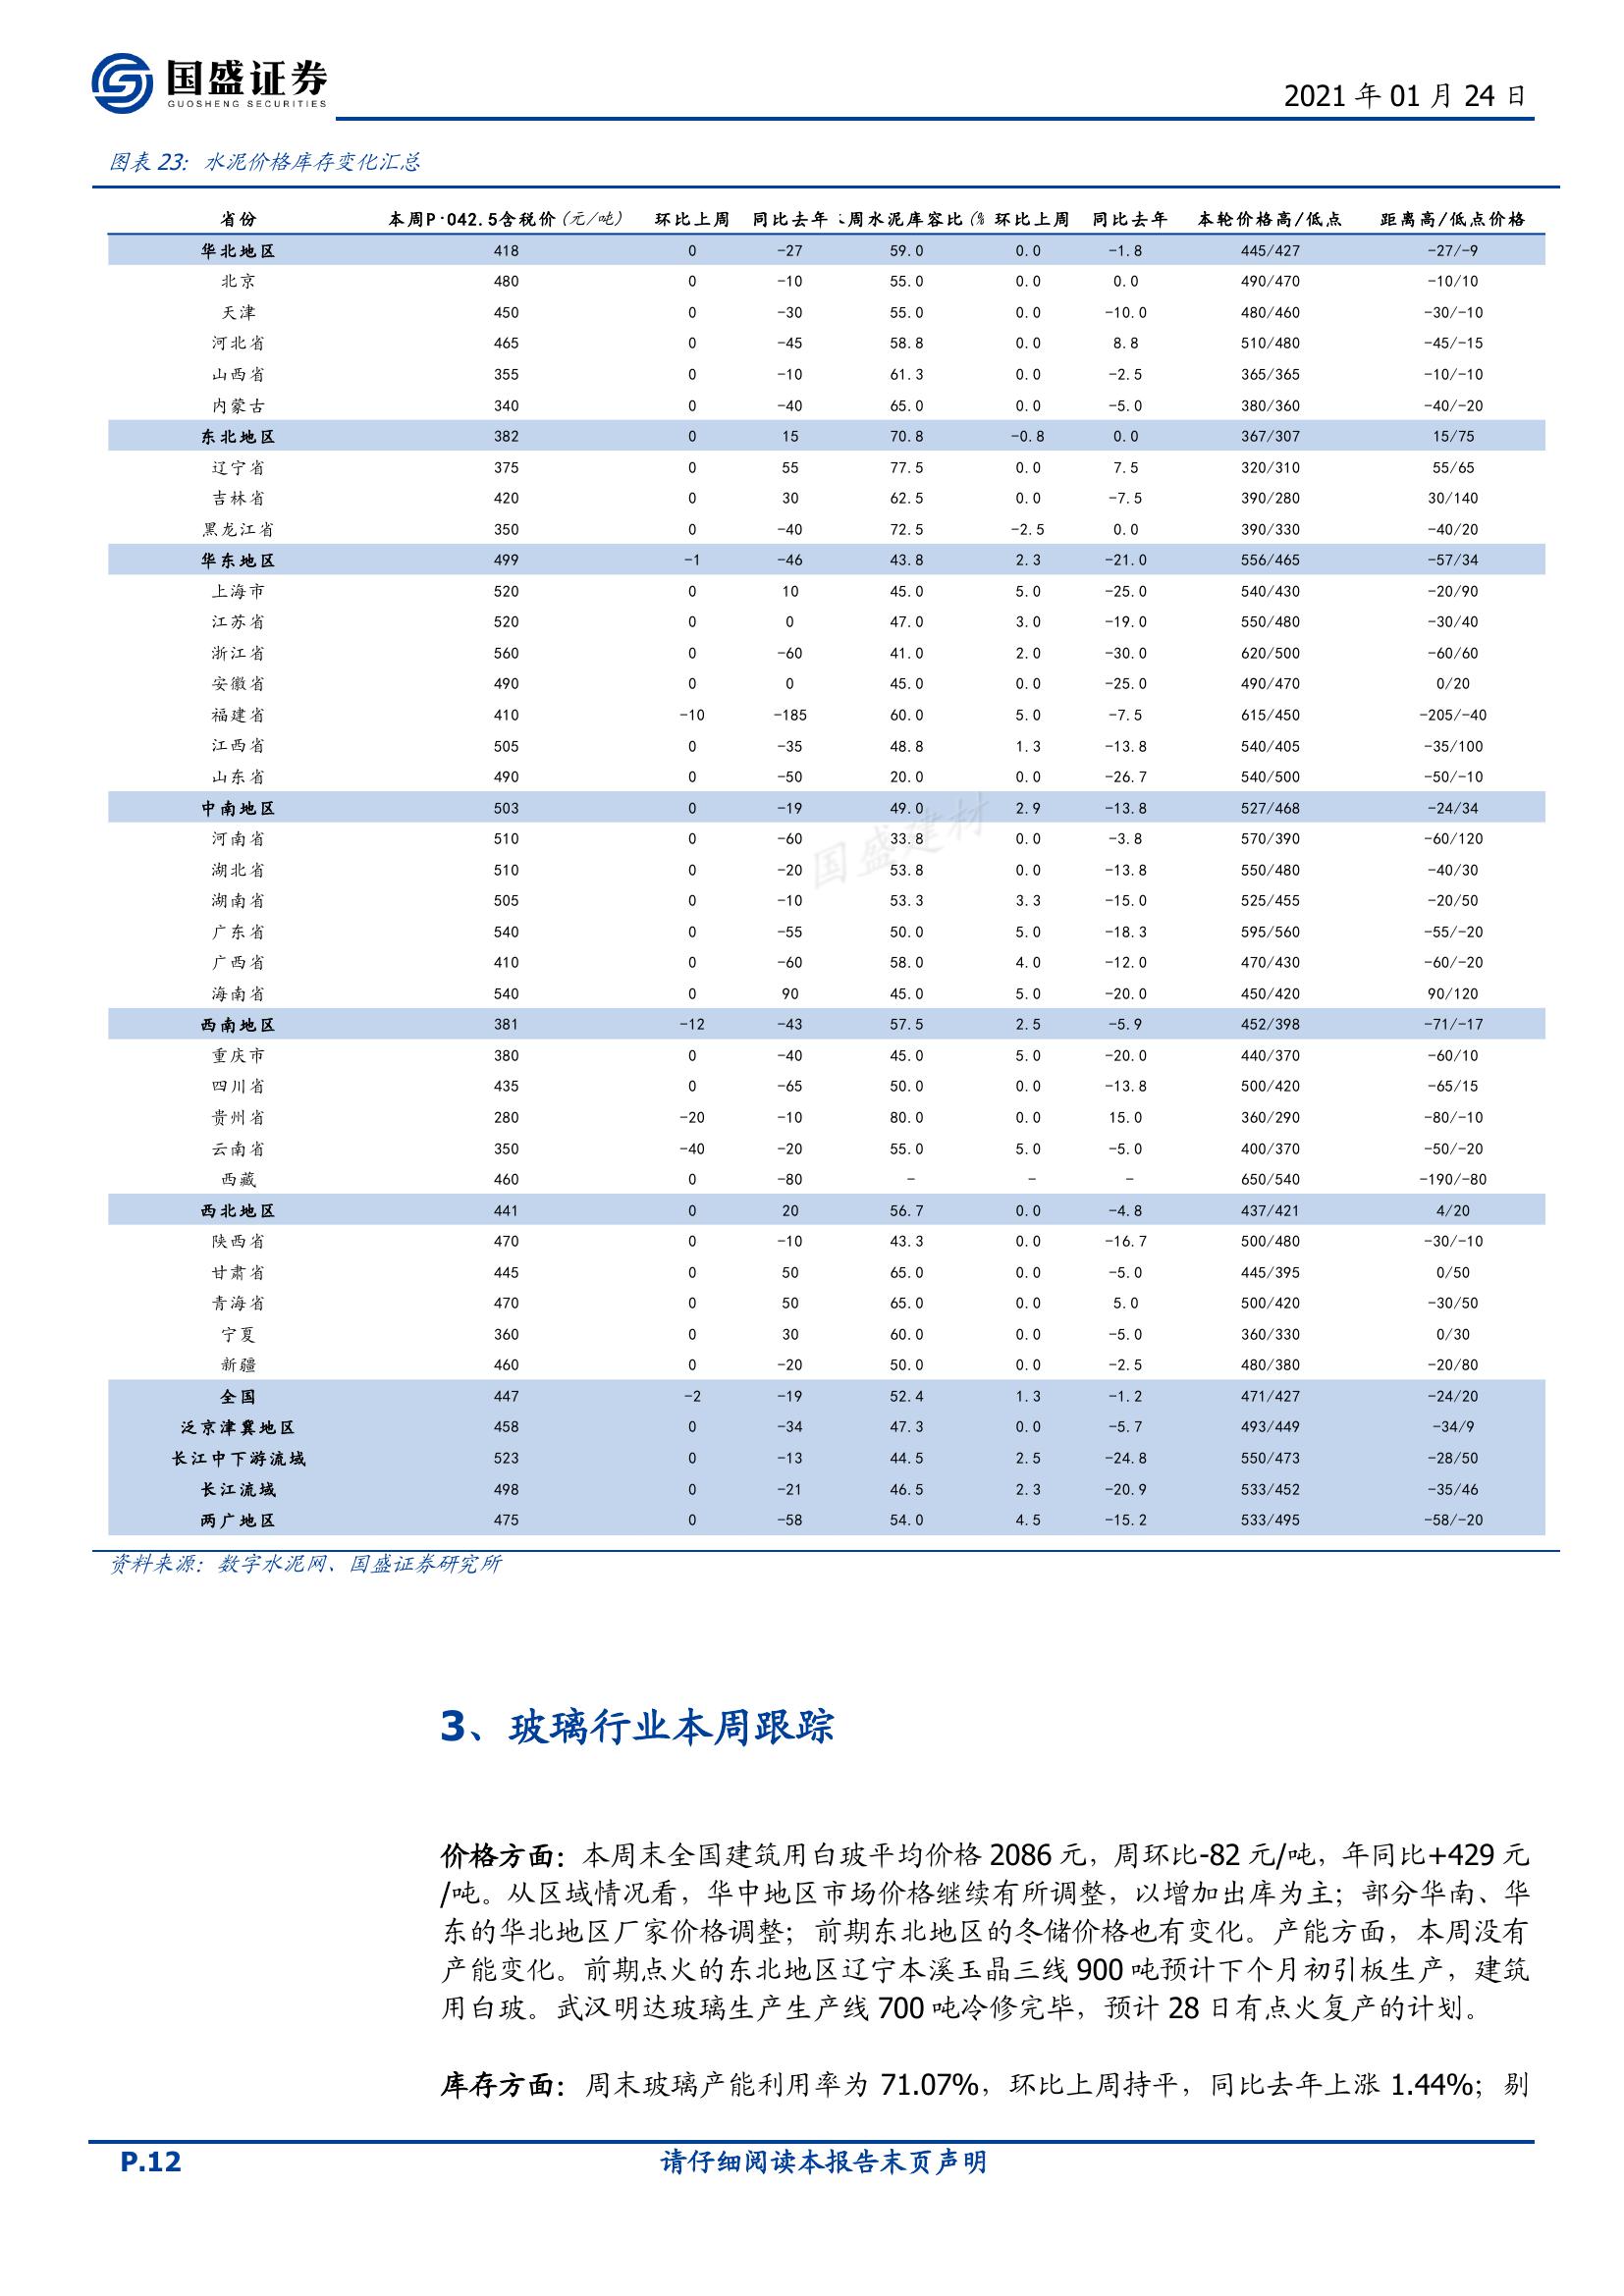 国盛证券
GUOSHENG SECURITIES
2021 年 01 月 24 日
图表 23：水泥价格库存变化汇总
省份 本周P·O42.5含税价(元/吨) 环比上周 同比去年 周水泥库容比(% 环比上周 同比去年 本轮价格高/低点 距离高/低点价格
华北地区 418 0 -27 59.0 0.0 -1.8 445/427 -27/-9
北京 480 0 -10 55.0 0.0 0.0 490/470 -10/10
天津 450 0 -30 55.0 0.0 -10.0 480/460 -30/-10
河北省 465 0 -45 58.8 0.0 8.8 510/480 -45/-15
山西省 355 0 -10 61.3 0.0 -2.5 365/365 -10/-10
内蒙古 340 0 -40 65.0 0.0 -5.0 380/360 -40/-20
东北地区 382 0 15 70.8 -0.8 0.0 367/307 15/75
辽宁省 375 0 55 77.5 0.0 7.5 320/310 55/65
吉林省 420 0 30 62.5 0.0 -7.5 390/280 30/140
黑龙江省 350 0 -40 72.5 -2.5 0.0 390/330 -40/20
华东地区 499 -1 -46 43.8 2.3 -21.0 556/465 -57/34
上海市 520 0 10 45.0 5.0 -25.0 540/430 -20/90
江苏省 520 0 0 47.0 3.0 -19.0 550/480 -30/40
浙江省 560 0 -60 41.0 2.0 -30.0 620/500 -60/60
安徽省 490 0 0 45.0 0.0 -25.0 490/470 0/20
福建省 410 -10 -185 60.0 5.0 -7.5 615/450 -205/-40
江西省 505 0 -35 48.8 1.3 -13.8 540/405 -35/100
山东省 490 0 -50 20.0 0.0 -26.7 540/500 -50/-10
中南地区 503 0 -19 49.0 2.9 -13.8 527/468 -24/34
河南省 510 0 -60 33.8 0.0 -3.8 570/390 -60/120
国盛建材
湖北省 510 0 -20 53.8 0.0 -13.8 550/480 -40/30
湖南省 505 0 -10 53.3 3.3 -15.0 525/455 -20/50
广东省 540 0 -55 50.0 5.0 -18.3 595/560 -55/-20
广西省 410 0 -60 58.0 4.0 -12.0 470/430 -60/-20
海南省 540 0 90 45.0 5.0 -20.0 450/420 90/120
西南地区 381 -12 -43 57.5 2.5 -5.9 452/398 -71/-17
重庆市 380 0 -40 45.0 5.0 -20.0 440/370 -60/10
四川省 435 0 -65 50.0 0.0 -13.8 500/420 -65/15
贵州省 280 -20 -10 80.0 0.0 15.0 360/290 -80/-10
云南省 350 -40 -20 55.0 5.0 -5.0 400/370 -50/-20
西藏 460 0 -80 - - - 650/540 -190/-80
西北地区 441 0 20 56.7 0.0 -4.8 437/421 4/20
陕西省 470 0 -10 43.3 0.0 -16.7 500/480 -30/-10
甘肃省 445 0 50 65.0 0.0 -5.0 445/395 0/50
青海省 470 0 50 65.0 0.0 5.0 500/420 -30/50
宁夏 360 0 30 60.0 0.0 -5.0 360/330 0/30
新疆 460 0 -20 50.0 0.0 -2.5 480/380 -20/80
全国 447 -2 -19 52.4 1.3 -1.2 471/427 -24/20
泛京津冀地区 458 0 -34 47.3 0.0 -5.7 493/449 -34/9
长江中下游流域 523 0 -13 44.5 2.5 -24.8 550/473 -28/50
长江流域 498 0 -21 46.5 2.3 -20.9 533/452 -35/46
两广地区 475 0 -58 54.0 4.5 -15.2 533/495 -58/-20
资料来源：数字水泥网、国盛证券研究所
3、玻璃行业本周跟踪
价格方面：本周末全国建筑用白玻平均价格 2086 元，周环比-82 元/吨，年同比+429 元
/吨。从区域情况看，华中地区市场价格继续有所调整，以增加出库为主；部分华南、华
东的华北地区厂家价格调整；前期东北地区的冬储价格也有变化。产能方面，本周没有
产能变化。前期点火的东北地区辽宁本溪玉晶三线 900 吨预计下个月初引板生产，建筑
用白玻。武汉明达玻璃生产生产线 700 吨冷修完毕，预计 28 日有点火复产的计划。
库存方面：周末玻璃产能利用率为 71.07%，环比上周持平，同比去年上涨 1.44%；剔
P.12 请仔细阅读本报告末页声明